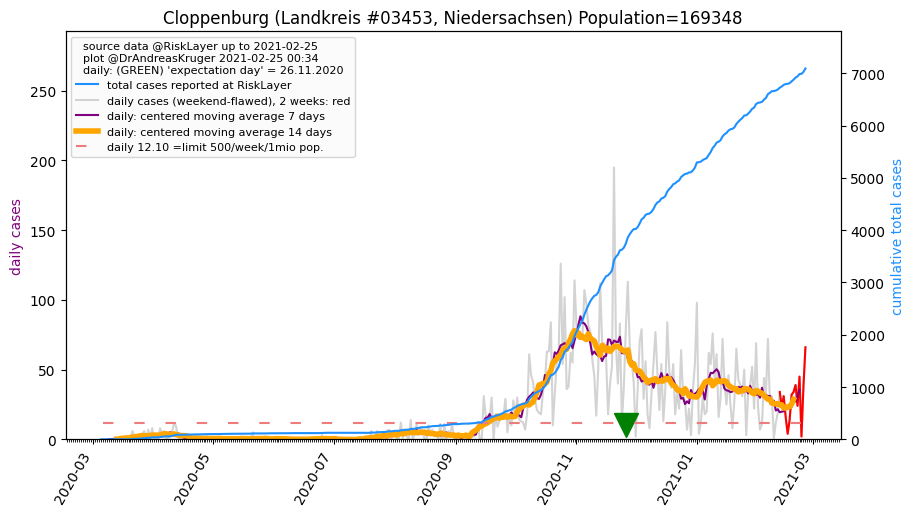 Cloppenburg (Landkreis #03453, Niedersachsen) Population=169348
source data @RiskLayer up to 2021-02-25
plot @DrAndreasKruger 2021-02-25 00:34
daily: (GREEN) 'expectation day' = 26.11.2020
total cases reported at RiskLayer
daily cases (weekend-flawed), 2 weeks: red
daily: centered moving average 7 days
daily: centered moving average 14 days
daily 12.10 =limit 500/week/1mio pop.
daily cases
250
200
150
100
50
0
cumulative total cases
7000
6000
5000
4000
3000
2000
1000
0
2020-03
2020-05
2020-07
2020-09
2020-11
2021-01
2021-03